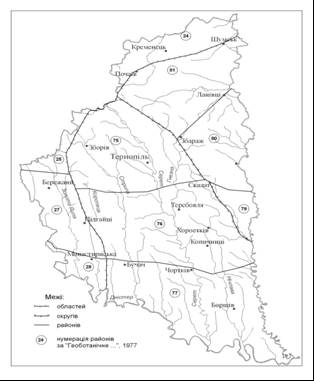 24
Шумськ
Кременець
Почаїв
81
Ланівці
80
75
Збараж
Зборів
Тернопіль
25
Бережани
Скалат
27
79
Теребовля
Підгайці
76
Хоростків
Копичинці
Монастириська
28
Бучач
Чортків
77
Дністер
Борщів
Межі:
областей
округів
районів
24 нумерація районів
за "Геоботанічне ...", 1977